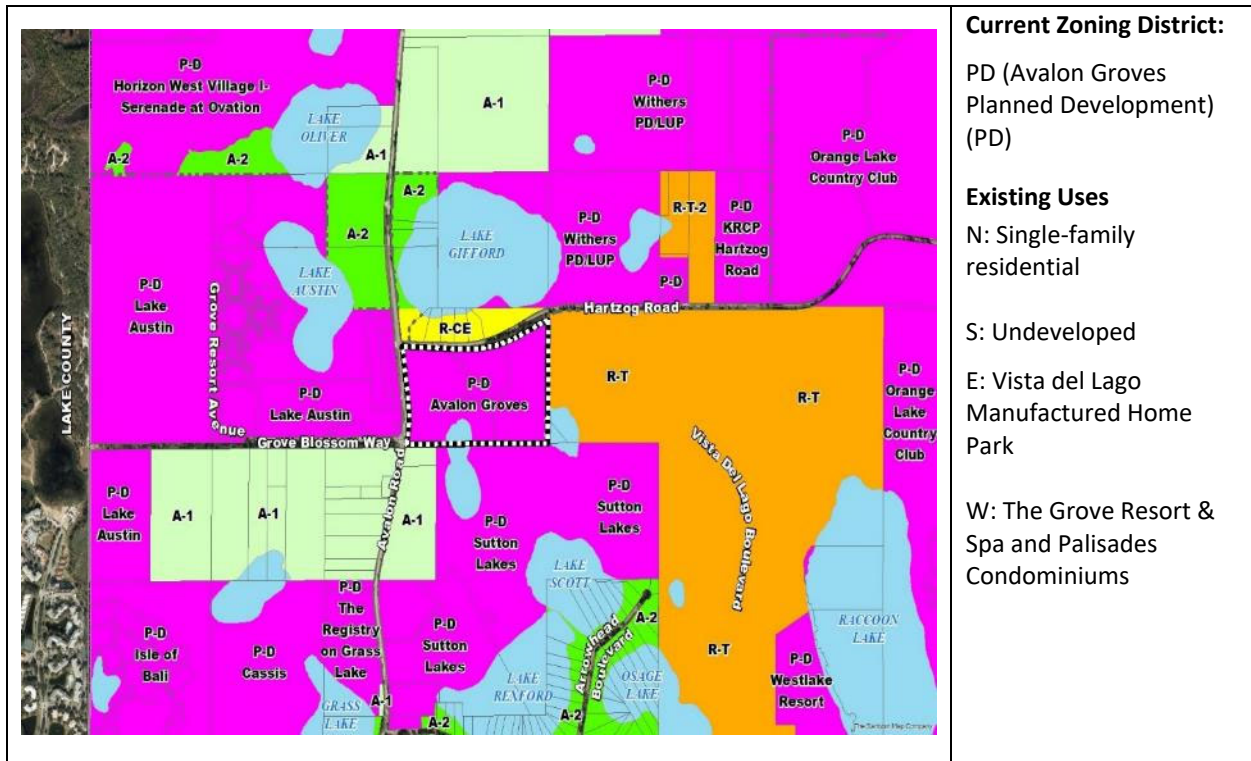 P-D
Horizon West Village I-
Serenade at Ovation
LAKE
OLIVER
A-1
A-1
P-D
Withers
PD/LUP
P-D
Orange Lake
Country Club
A-2
A-2
A-2
A-2
LAKE
GIFFORD
P-D
Withers
PD/LUP
R-T-2
P-D
KRCP
Hartzog
Road
P-D
LAKE
AUSTIN
P-D
Lake
Austin
Grove Resort
Avenue
LAKE COUNTY
Hartzog Road
R-CE
P-D
Avalon Groves
P-D
Lake Austin
Grove Blossom Way
R-T
R-T
P-D
Orange
Lake
Country
Club
Vista Del Lago
Boulevard
P-D
Lake
Austin
A-1
A-1
A-1
Avalon Road
P-D
Sutton
Lakes
P-D
Sutton
Lakes
LAKE
SCOTT
A-2
Arrowhead
Boulevard
P-D
Isle of
Bali
P-D
Cassis
P-D
The
Registry
on Grass
Lake
P-D
Sutton
Lakes
LAKE
REXFORD
OSAGE
LAKE
R-T
P-D
Westlake
Resort
RACCOON
LAKE
GRASS
LAKE
A-1
A-2
A-2
Current Zoning District:
PD (Avalon Groves
Planned Development)
(PD)
Existing Uses
N: Single-family
residential
S: Undeveloped
E: Vista del Lago
Manufactured Home
Park
W: The Grove Resort &
Spa and Palisades
Condominiums